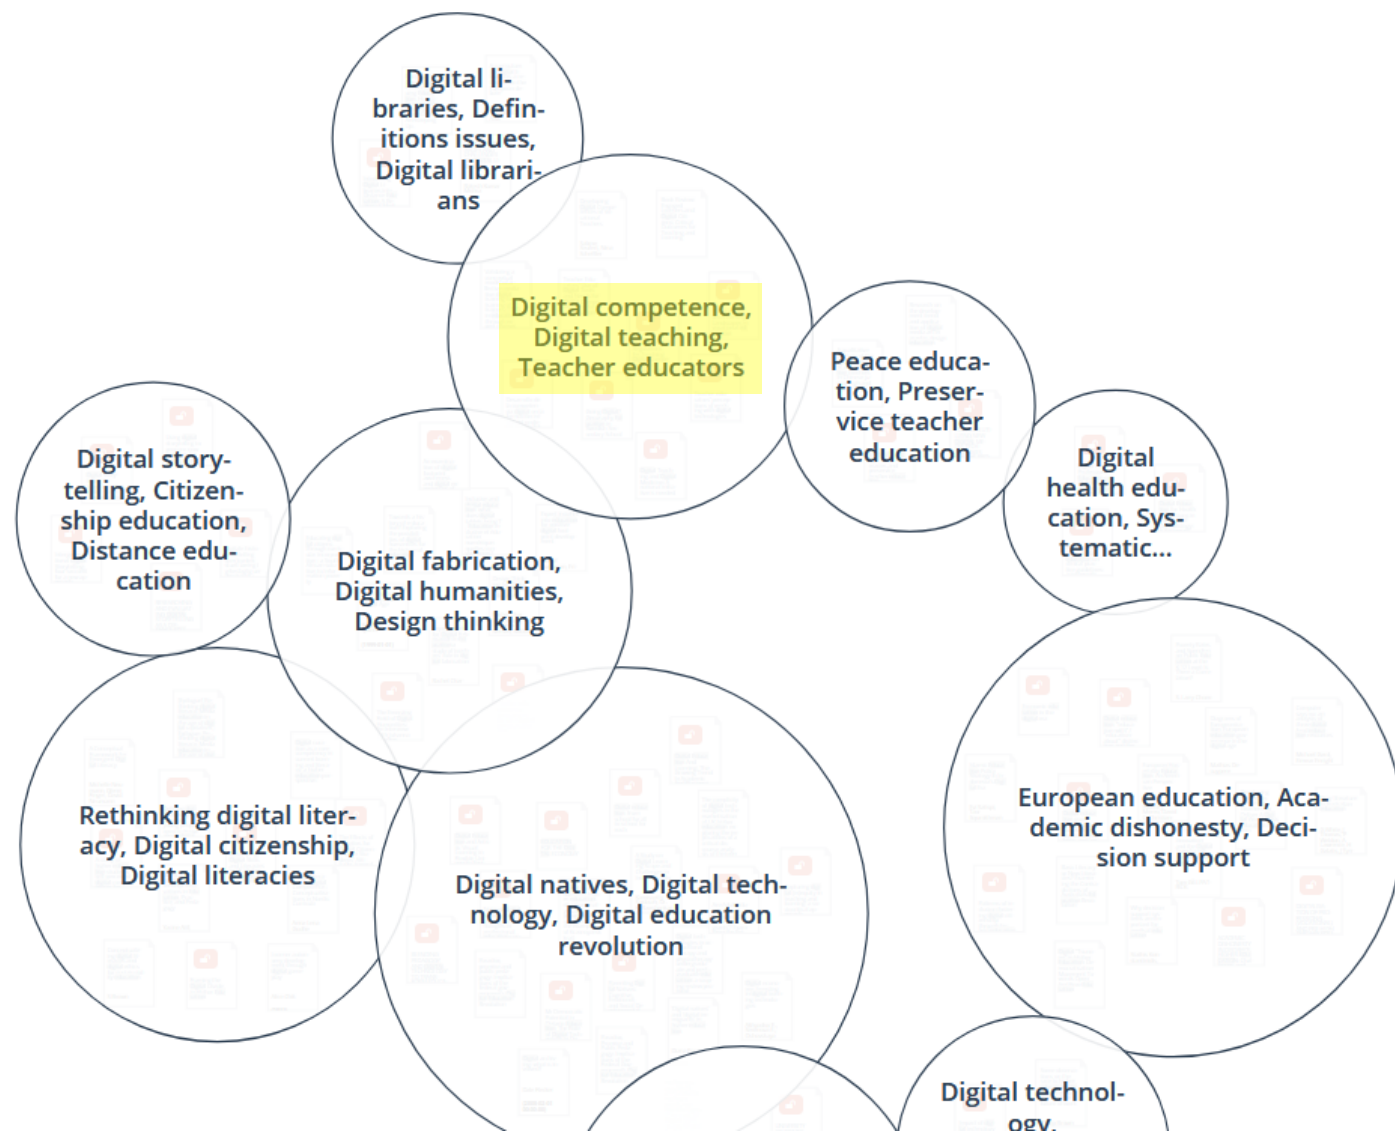 Digital li-
braries, Defin-
itions issues,
Digital librari-
ans
Digital competence,
Digital teaching,
Teacher educators
Peace educa-
tion, Preser-
vice teacher
education
Digital
health edu-
cation, Sys-
tematic...
Digital story-
telling, Citizen-
ship education,
Distance edu-
cation
Digital fabrication,
Digital humanities,
Design thinking
Rethinking digital liter-
acy, Digital citizenship,
Digital literacies
Digital natives, Digital tech-
nology, Digital education
revolution
European education, Aca-
demic dishonesty, Deci-
sion support
Digital technol-
ogy,